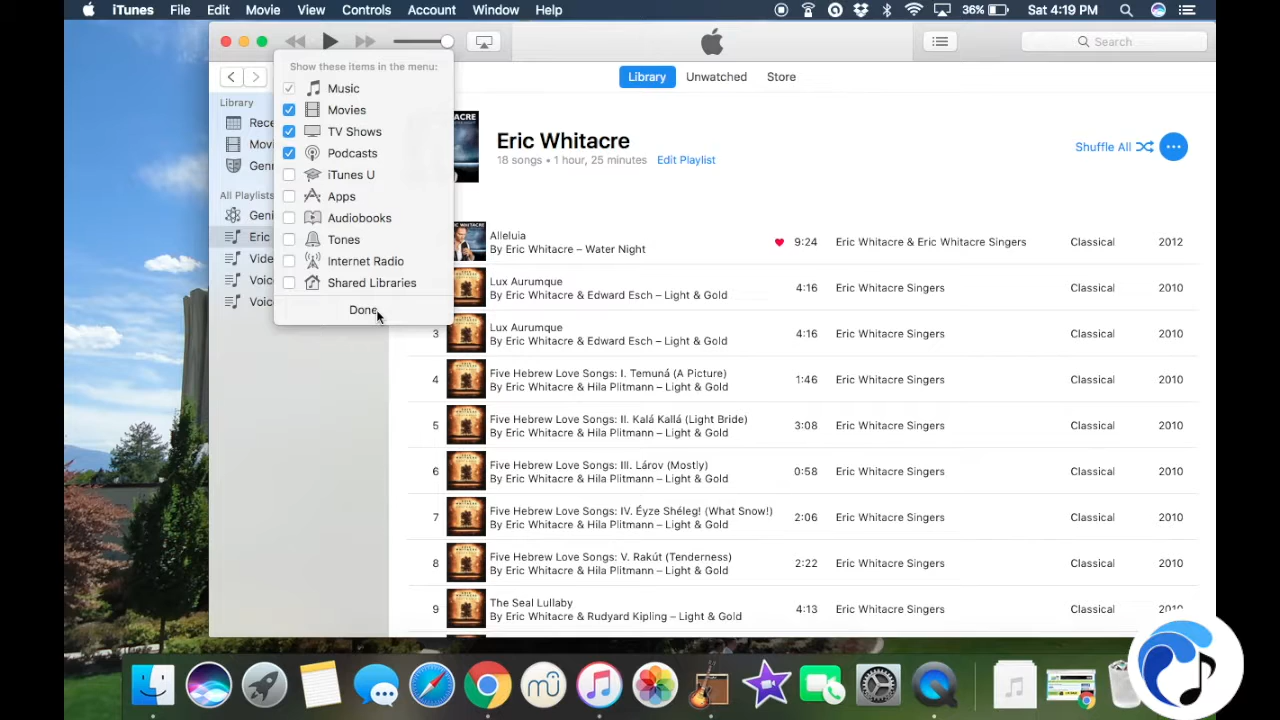 iTunes File Edit Movie View Controls Account Window Help 36% Sat 4:19 PM
Search
Show these items in the menu:
Music
Movies
TV Shows
Podcasts
iTunes U
Apps
Audiobooks
Tones
Internet Radio
Shared Libraries
Done
Library Unwatched Store
Library
All Playlists
Eric
Eric Whitacre
18 songs • 1 hour, 25 minutes Edit Playlist
Shuffle All
Alleluia
By Eric Whitacre – Water Night
9:24 Eric Whitacre & Eric Whitacre Singers Classical 2012
Lux Aurumque
By Eric Whitacre & Edward Esch – Light & Gold
4:16 Eric Whitacre Singers Classical 2010
3 Lux Aurumque
By Eric Whitacre & Edward Esch – Light & Gold
4:16 Eric Whitacre Singers Classical 2010
4 Five Hebrew Love Songs: I. Temuná (A Picture)
By Eric Whitacre & Hila Plitmann – Light & Gold
1:46 Eric Whitacre Singers Classical 2010
5 Five Hebrew Love Songs: II. Kalá Kallá (Light Bride)
By Eric Whitacre & Hila Plitmann – Light & Gold
3:08 Eric Whitacre Singers Classical 2010
6 Five Hebrew Love Songs: III. Lárov (Mostly)
By Eric Whitacre & Hila Plitmann – Light & Gold
0:58 Eric Whitacre Singers Classical 2010
7 Five Hebrew Love Songs: IV. Éyze Shéleg! (What Snow!)
By Eric Whitacre & Hila Plitmann – Light & Gold
2:06 Eric Whitacre Singers Classical 2010
8 Five Hebrew Love Songs: V. Rakút (Tenderness)
By Eric Whitacre & Hila Plitmann – Light & Gold
2:22 Eric Whitacre Singers Classical 2010
9 The Seal Lullaby
By Eric Whitacre & Rudyard Kipling – Light & Gold
4:13 Eric Whitacre Singers Classical 2010